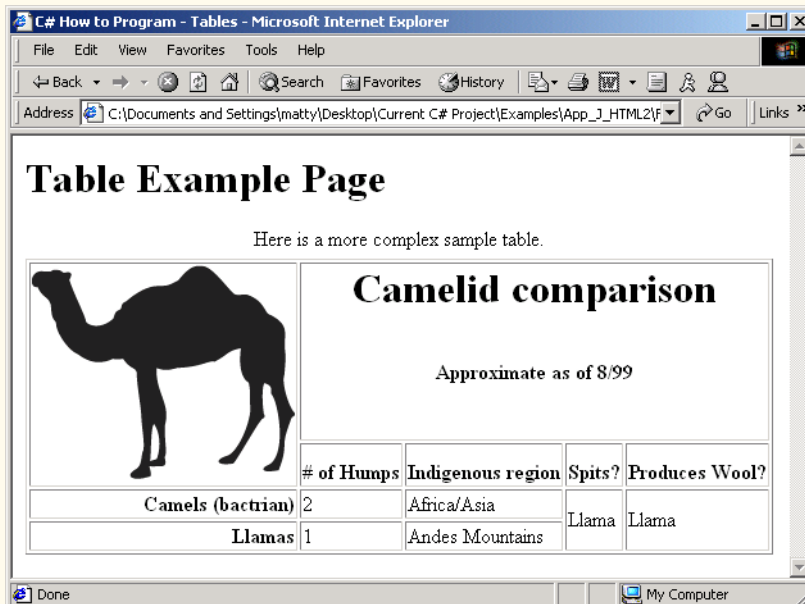 C# How to Program - Tables - Microsoft Internet Explorer
File Edit View Favorites Tools Help
Back Search Favorites History
Address C:\Documents and Settings\matty\Desktop\Current C# Project\Examples\App_J_HTML2\F Go Links »
Table Example Page
Here is a more complex sample table.
Camelid comparison
Approximate as of 8/99
# of Humps Indigenous region Spits? Produces Wool?
Camels (bactrian) 2 Africa/Asia Llama Llama
Llamas 1 Andes Mountains
Done My Computer